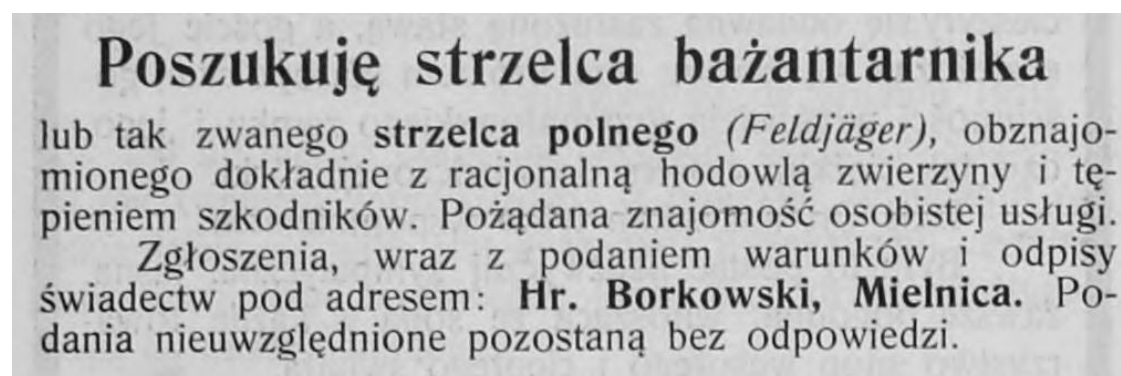 Poszukuję strzelca bażantarnika
lub tak zwanego strzelca polnego (Feldjäger), obznajo-
mionego dokładnie z racjonalną hodowlą zwierzyny i tę-
pieniem szkodników. Pożądana znajomość osobistej usługi.
Zgłoszenia, wraz z podaniem warunków i odpisy
świadectw pod adresem: Hr. Borkowski, Mielnica. Po-
dania nieuwzględnione pozostaną bez odpowiedzi.